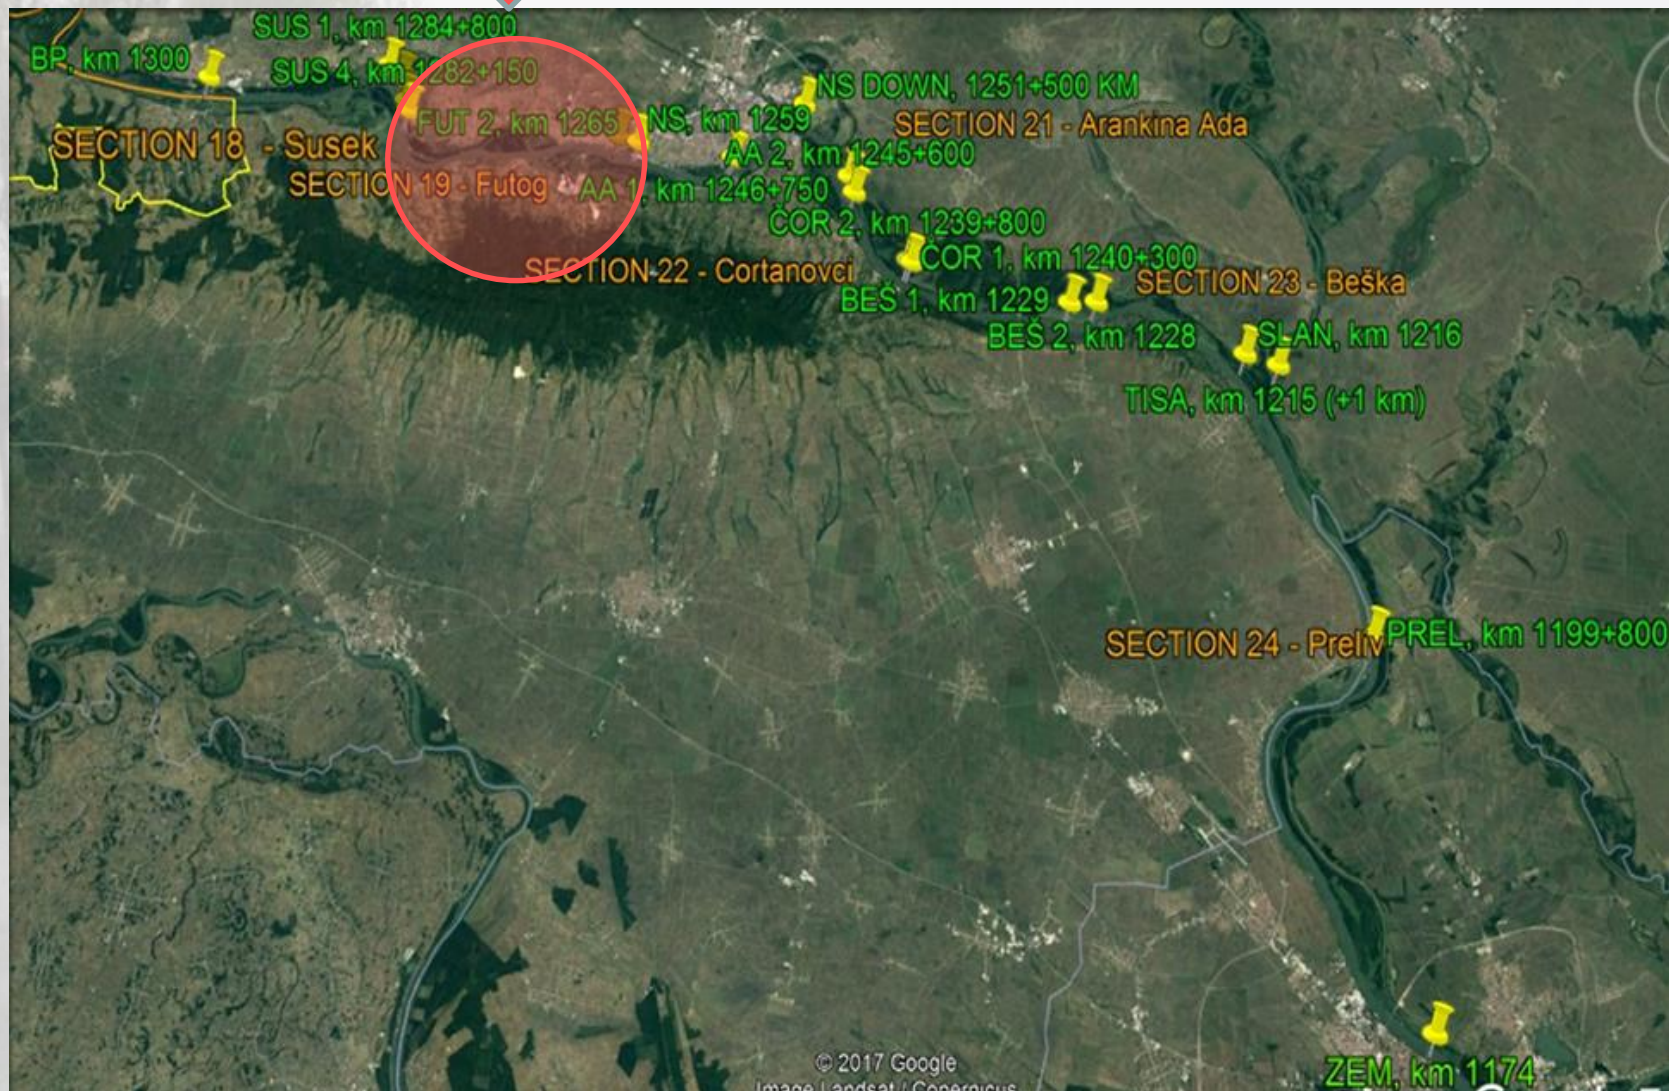 SUS 1, km 1284+800
BP, km 1300
SUS 4, km 1282+150
NS DOWN, 1251+500 KM
FUT 2, km 1265
NS, km 1259
SECTION 21 - Arankina Ada
SECTION 18 - Susek
AA 2, km 1245+600
SECTION 19 - Futog
AA 1, km 1246+750
ČOR 2, km 1239+800
ČOR 1, km 1240+300
SECTION 22 - Cortanovci
SECTION 23 - Beška
BEŠ 1, km 1229
BEŠ 2, km 1228
SLAN, km 1216
TISA, km 1215 (+1 km)
SECTION 24 - Preliv
PREL, km 1199+800
© 2017 Google
Image Landsat / Copernicus
ZEM, km 1174